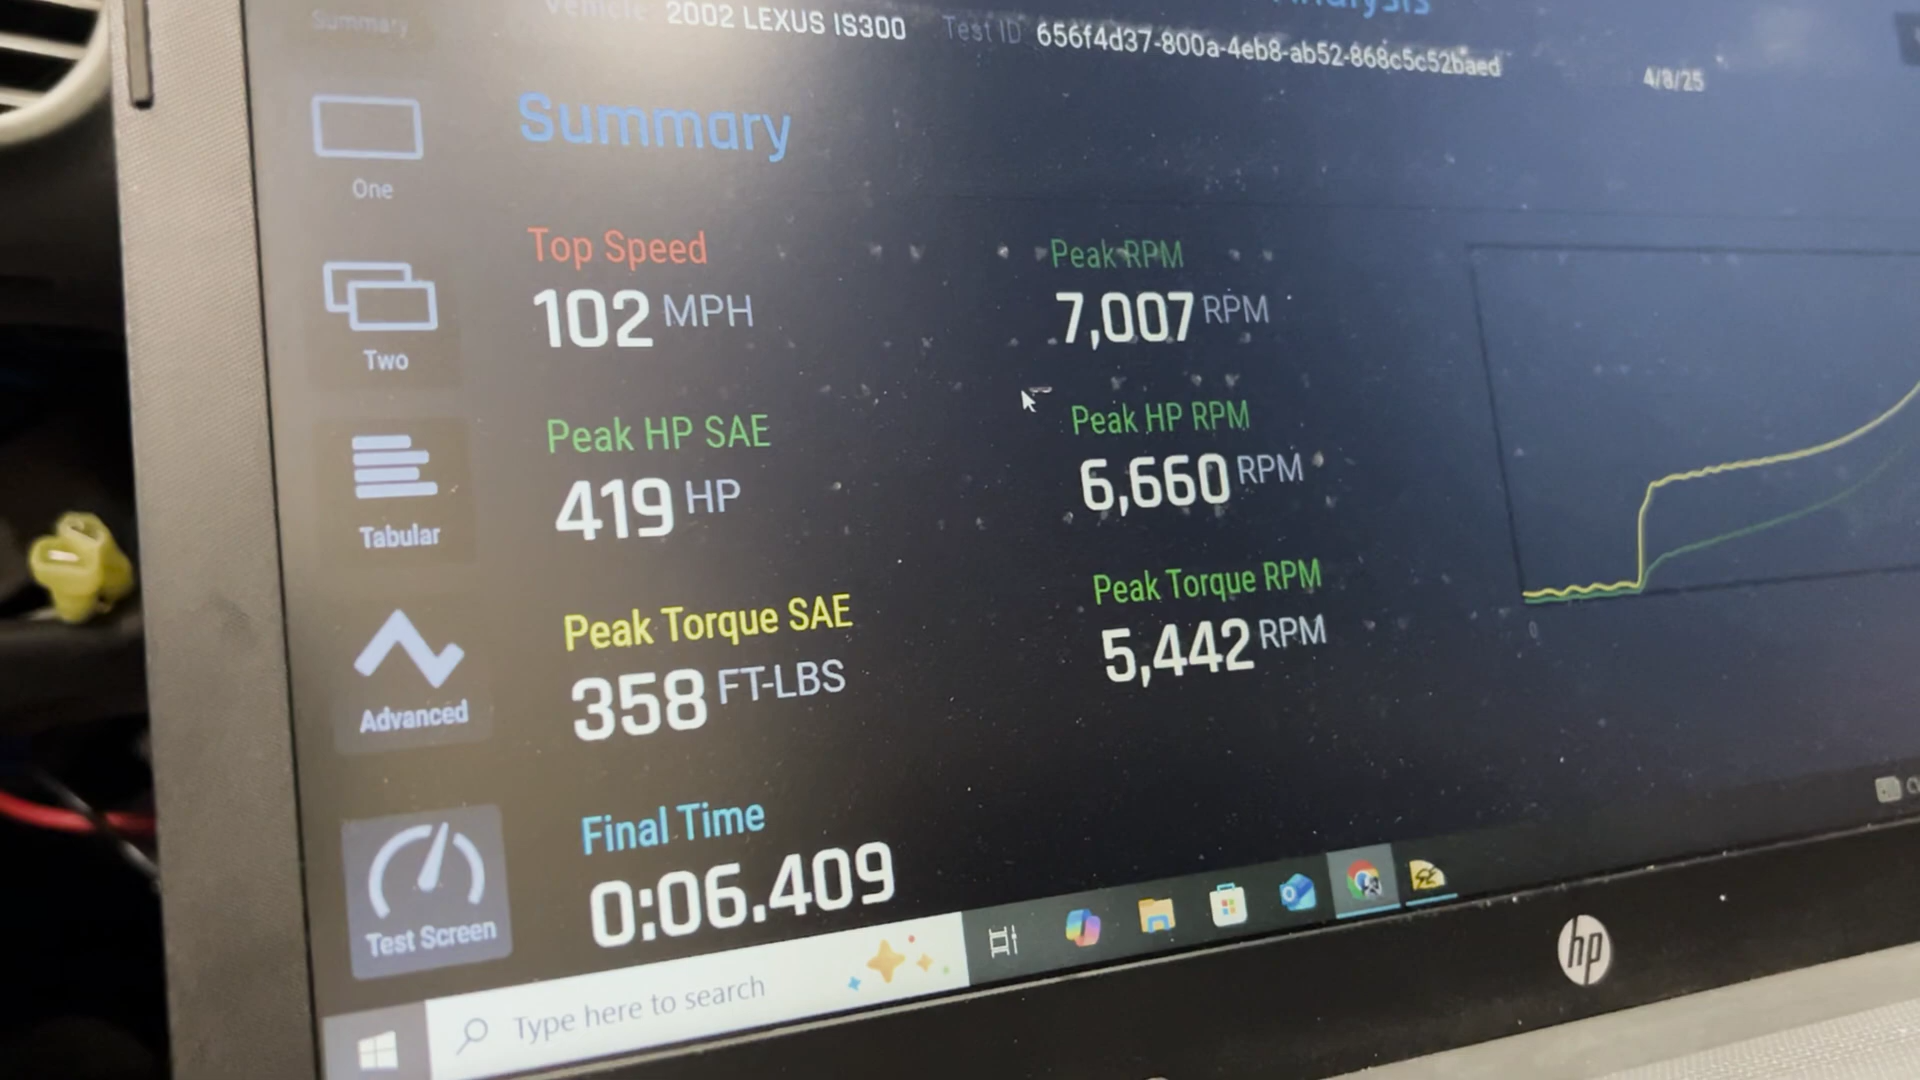 Summary
Vehicle 2002 LEXUS IS300 Test ID 656f4d37-800a-4eb8-ab52-868c5c52baed 4/8/25
One
Two
Tabular
Advanced
Test Screen
Summary
Top Speed
102 MPH
Peak RPM
7,007 RPM
Peak HP SAE
419 HP
Peak HP RPM
6,660 RPM
Peak Torque SAE
358 FT-LBS
Peak Torque RPM
5,442 RPM
Final Time
0:06.409
0
Type here to search
hp